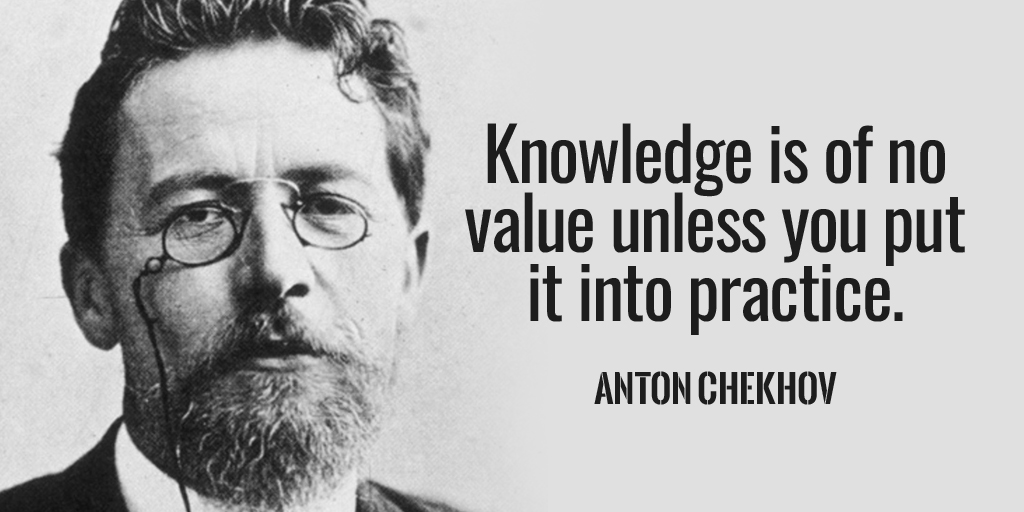 Knowledge is of no
value unless you put
it into practice.
ANTON CHEKHOV